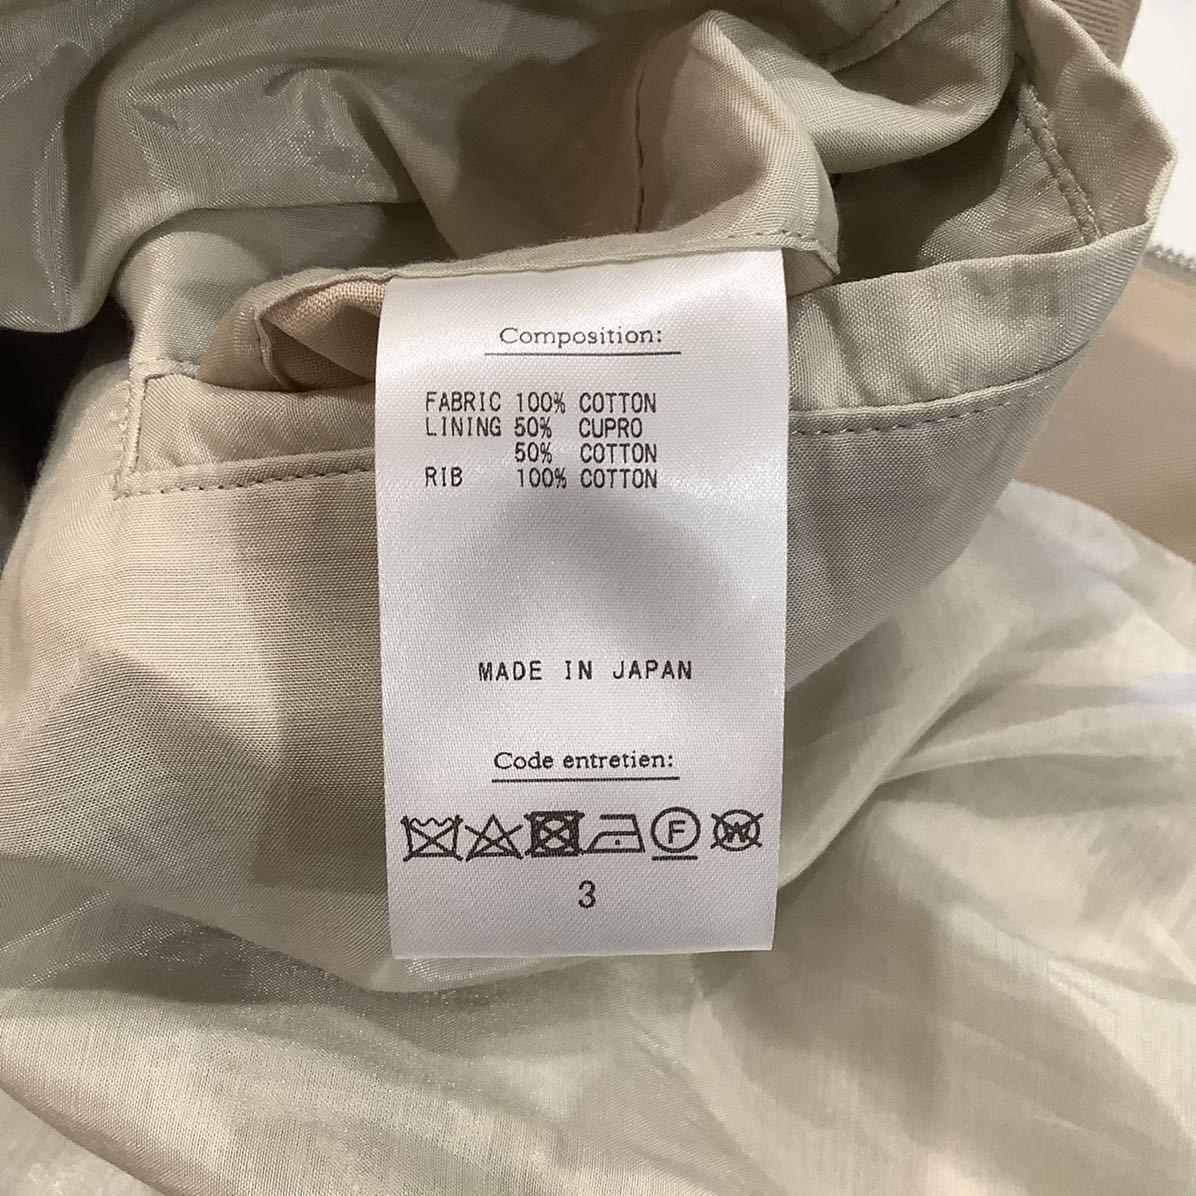 Composition:
FABRIC 100% COTTON
LINING 50% CUPRO
50% COTTON
RIB 100% COTTON
MADE IN JAPAN
Code entretien:
F W
3